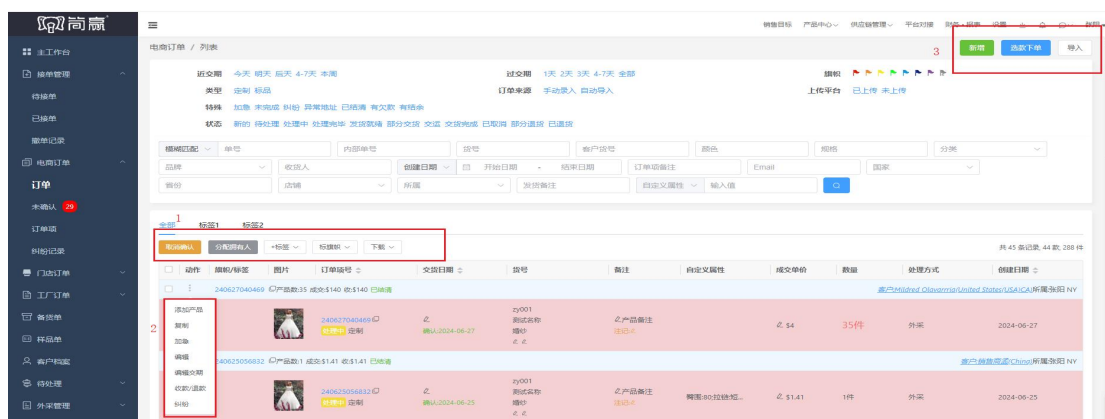 简赢
销售目标 产品中心 供应链管理 平台对接 财务·报表 设置
主工作台
接单管理
待接单
已接单
撤单记录
电商订单
订单
未确认 29
订单项
纠纷记录
门店订单
工厂订单
备货单
样品单
客户档案
待处理
外采管理
电商订单 / 列表
3
新增 选款下单 导入
近交期 今天 明天 后天 4-7天 本周
过交期 1天 2天 3天 4-7天 全部
旗帜
类型 定制 标品
订单来源 手动录入 自动导入
上传平台 已上传 未上传
特殊 加急 未完成 纠纷 异常地址 已结清 有欠款 有结余
状态 新的 待处理 处理中 处理完毕 发货就绪 部分交货 交运 交货完成 已取消 部分退货 已退货
模糊匹配 单号 内部单号 货号 客户货号 颜色 规格 分类
品牌 收货人 创建日期 开始日期 - 结束日期 订单项备注 Email 国家
省份 店铺 所属 发货备注 自定义属性 输入值
1
全部 标签1 标签2
取消确认 分配拥有人 +标签 标旗帜 下载
共 45 条记录, 44 款, 288 件
动作 旗帜/标签 图片 订单项号 交货日期 货号 备注 自定义属性 成交单价 数量 处理方式 创建日期
240627040469 产品数:35 成交:$140 收:$140 已结清
客户:Mildred Olavarrria(United States(USA)CA)所属:张阳 NY
2
添加产品
复制
加急
编辑
编辑交期
收款/退款
纠纷
240627040469
处理中 定制
确认:2024-06-27
zy001
测试名称
婚纱
产品备注
注记
$4
35件
外采
2024-06-27
240625056832 产品数:1 成交:$1.41 收:$1.41 已结清
所属:张阳 NY
240625056832
处理中 定制
确认:2024-06-25
zy001
测试名称
婚纱
产品备注
注记
胸围:80;拉链:短...
$1.41
1件
外采
2024-06-25